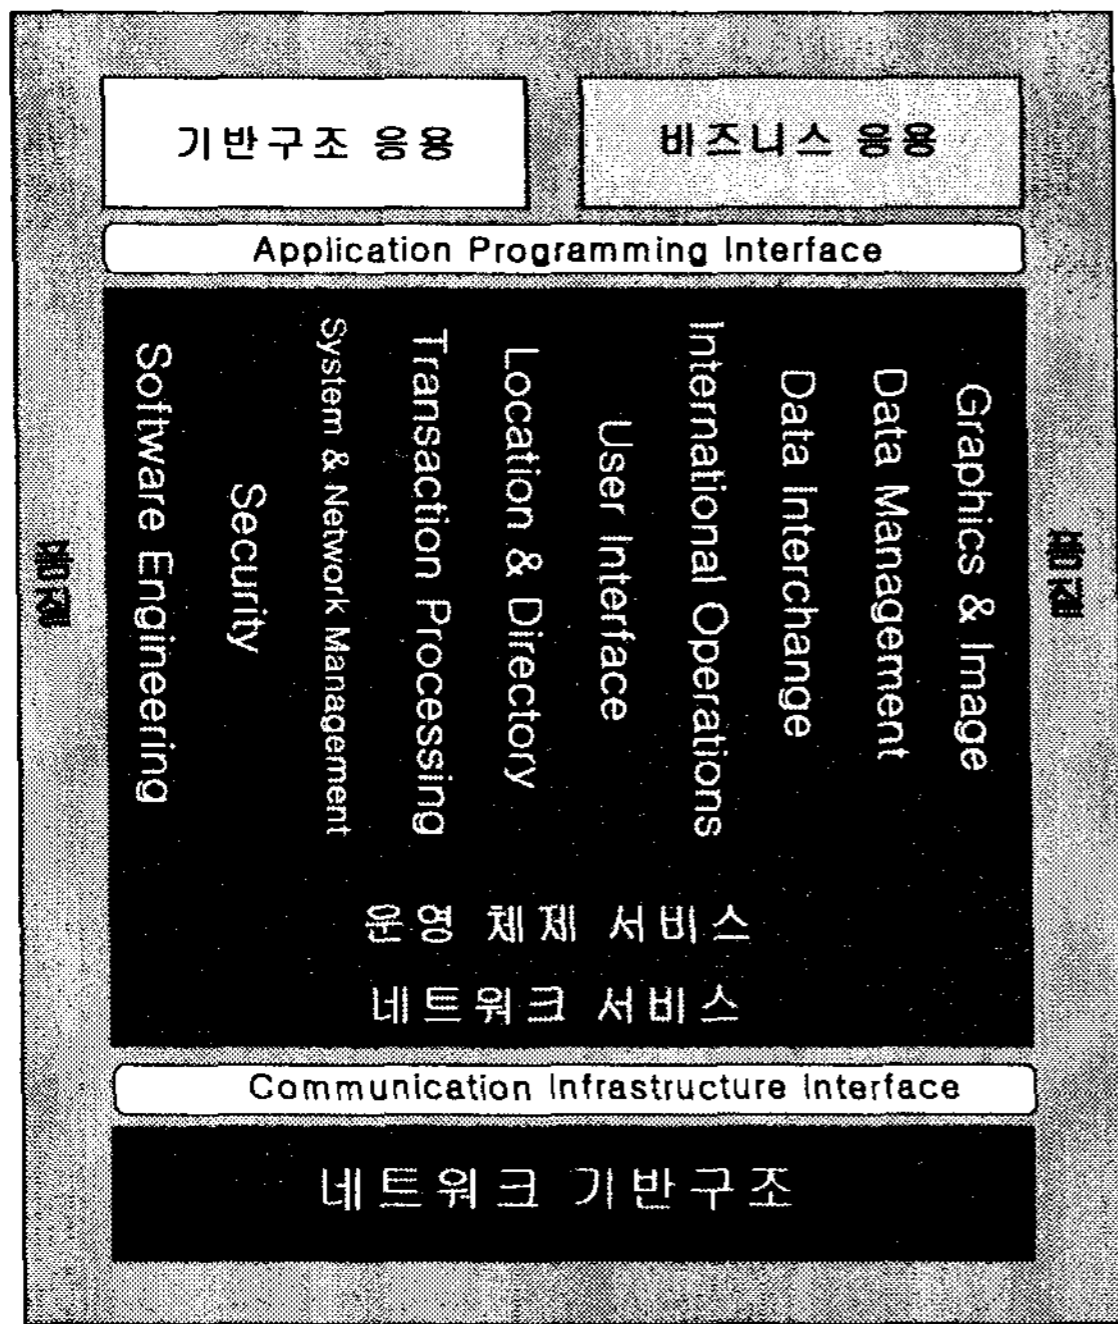 기반구조 응용
비즈니스 응용
Application Programming Interface
Software Engineering
Security
System & Network Management
Transaction Processing
Location & Directory
User Interface
International Operations
Data Interchange
Data Management
Graphics & Image
운영 체제 서비스
네트워크 서비스
Communication Infrastructure Interface
네트워크 기반구조